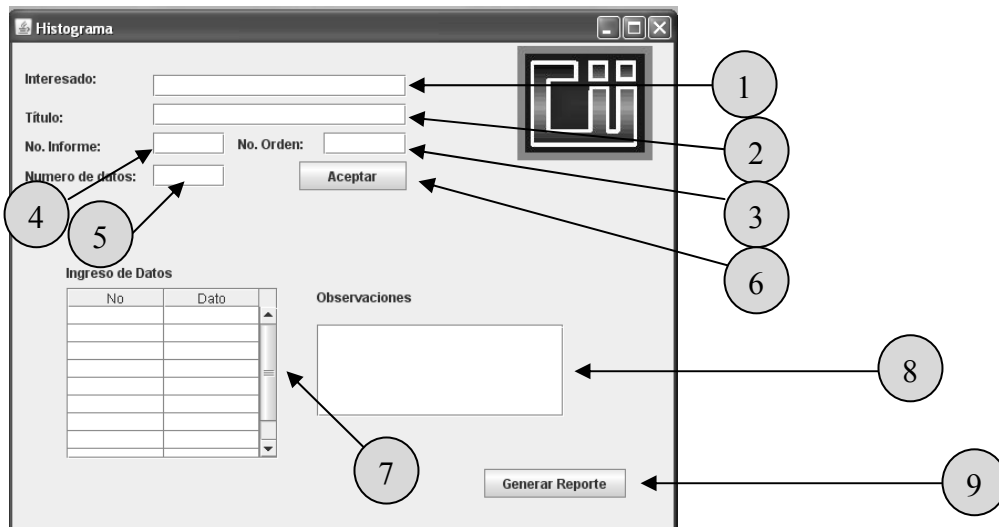 Histograma
Interesado:
1
Título:
2
No. Informe:
No. Orden:
3
Numero de datos:
Aceptar
4
5
6
Ingreso de Datos
No Dato
Observaciones
7
8
Generar Reporte
9